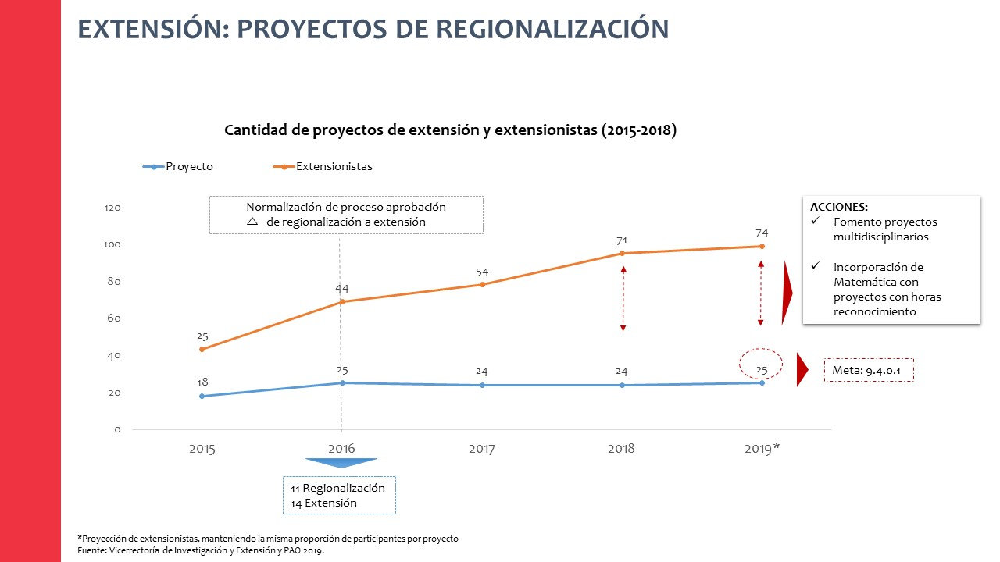 EXTENSIÓN: PROYECTOS DE REGIONALIZACIÓN
Cantidad de proyectos de extensión y extensionistas (2015-2018)
Proyecto
Extensionistas
Normalización de proceso aprobación
△ de regionalización a extensión
120
100
80
60
40
20
0
25
44
54
71
74
18
25
24
24
25
2015
2016
2017
2018
2019*
11 Regionalización
14 Extensión
ACCIONES:
✓ Fomento proyectos
multidisciplinarios
✓ Incorporación de
Matemática con
proyectos con horas
reconocimiento
Meta: 9.4.0.1
*Proyección de extensionistas, manteniendo la misma proporción de participantes por proyecto
Fuente: Vicerrectoría de Investigación y Extensión y PAO 2019.